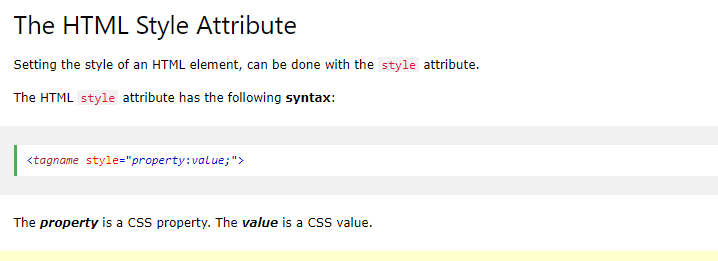 The HTML Style Attribute
Setting the style of an HTML element, can be done with the style attribute.
The HTML style attribute has the following syntax:
<tagname style="property:value;">
The property is a CSS property. The value is a CSS value.